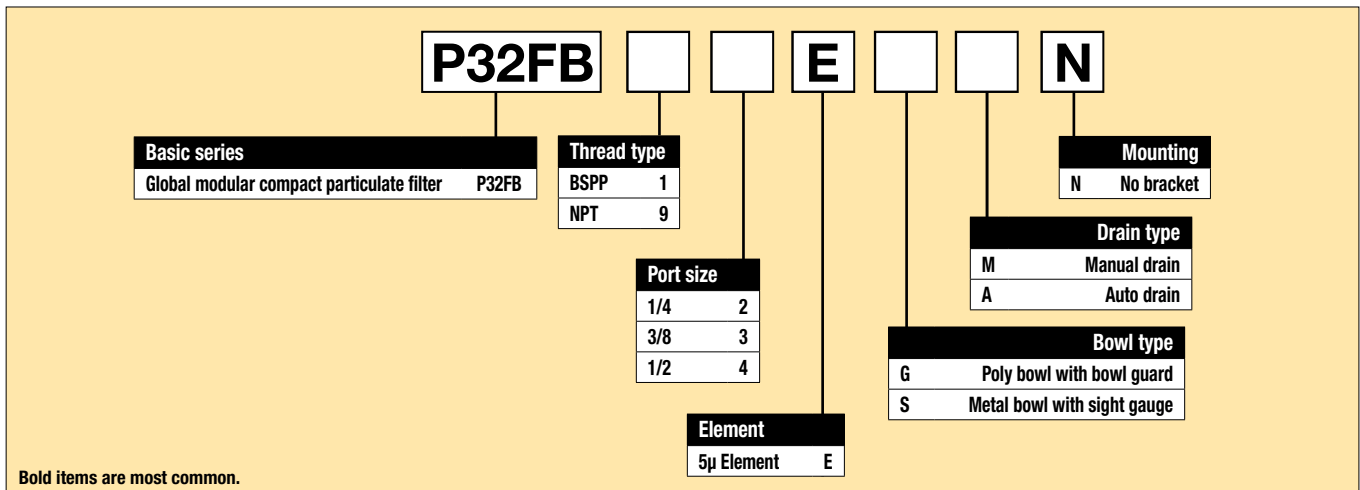 P32FB E N
Basic series
Global modular compact particulate filter P32FB
Thread type
BSPP 1
NPT 9
Port size
1/4 2
3/8 3
1/2 4
Element
5µ Element E
Mounting
N No bracket
Drain type
M Manual drain
A Auto drain
Bowl type
G Poly bowl with bowl guard
S Metal bowl with sight gauge
Bold items are most common.